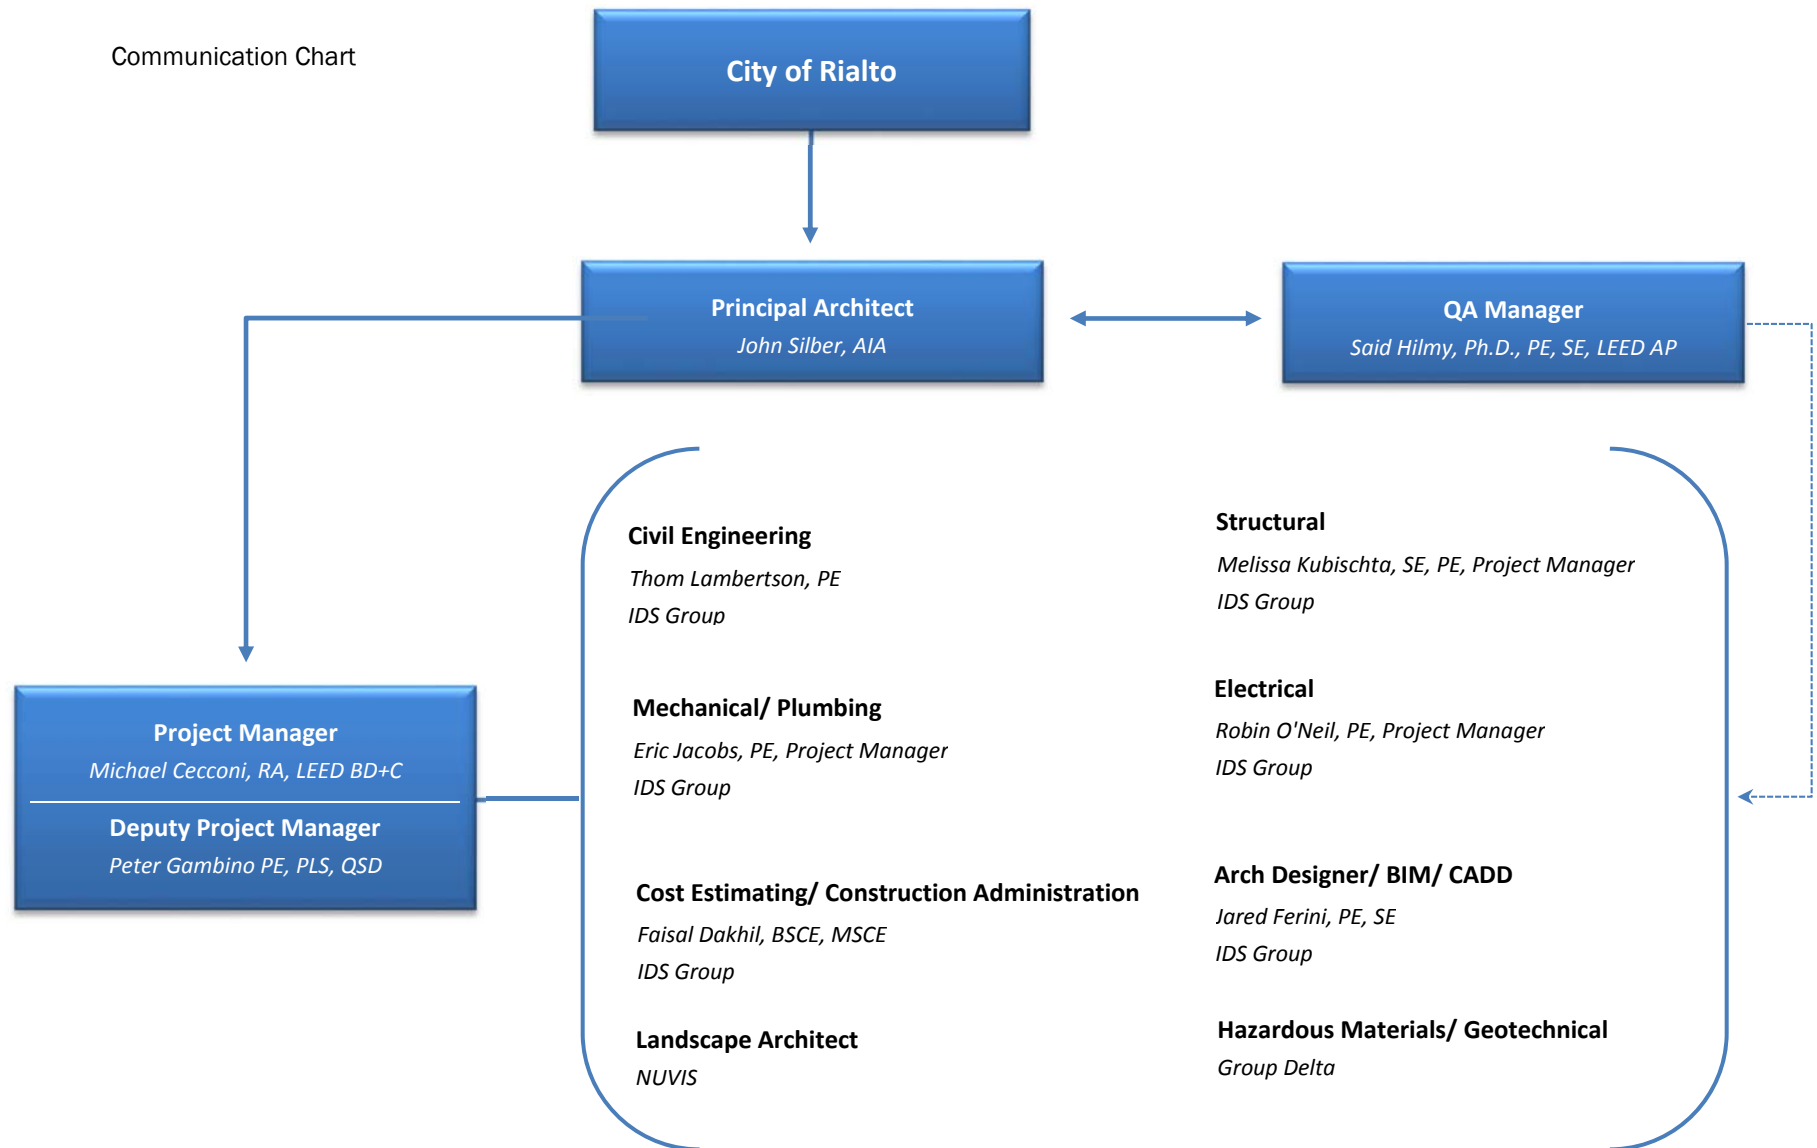 Communication Chart
City of Rialto
Principal Architect
John Silber, AIA
QA Manager
Said Hilmy, Ph.D., PE, SE, LEED AP
Project Manager
Michael Cecconi, RA, LEED BD+C
Deputy Project Manager
Peter Gambino PE, PLS, QSD
Civil Engineering
Thom Lambertson, PE
IDS Group
Mechanical/ Plumbing
Eric Jacobs, PE, Project Manager
IDS Group
Cost Estimating/ Construction Administration
Faisal Dakhil, BSCE, MSCE
IDS Group
Landscape Architect
NUVIS
Structural
Melissa Kubischta, SE, PE, Project Manager
IDS Group
Electrical
Robin O'Neil, PE, Project Manager
IDS Group
Arch Designer/ BIM/ CADD
Jared Ferini, PE, SE
IDS Group
Hazardous Materials/ Geotechnical
Group Delta